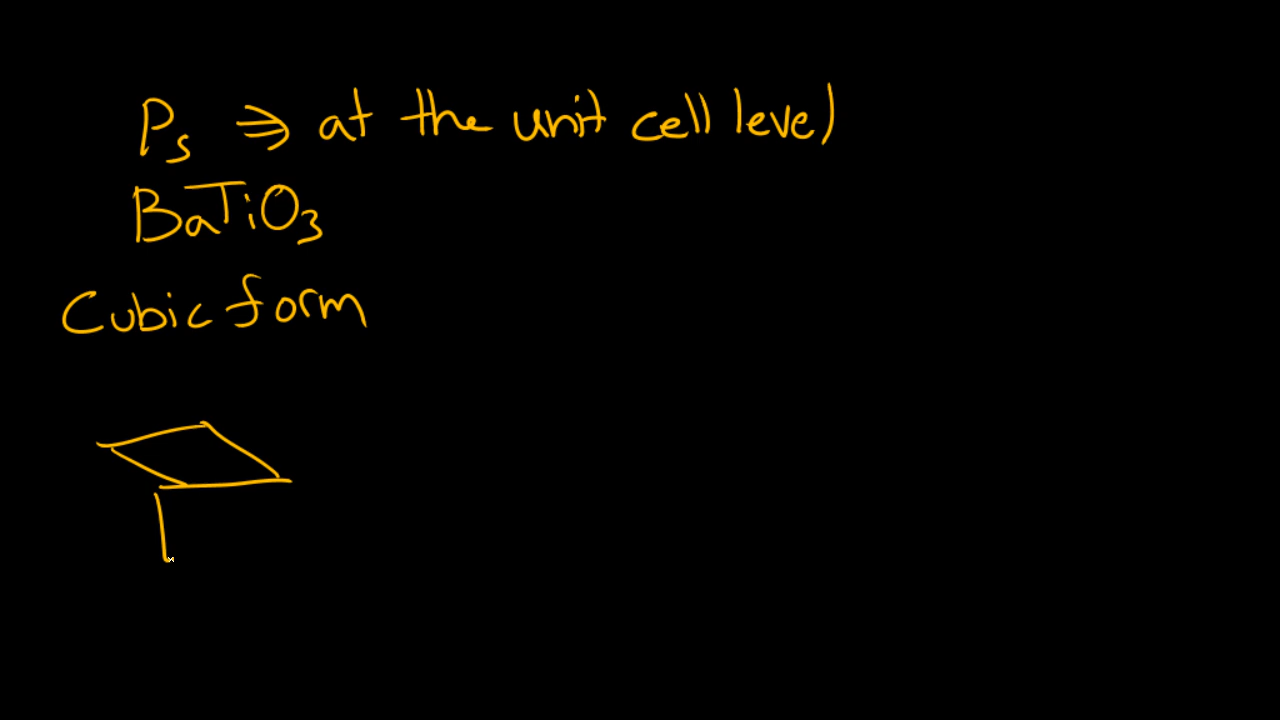 Ps ⇒ at the unit cell level
BaTiO3
Cubic form